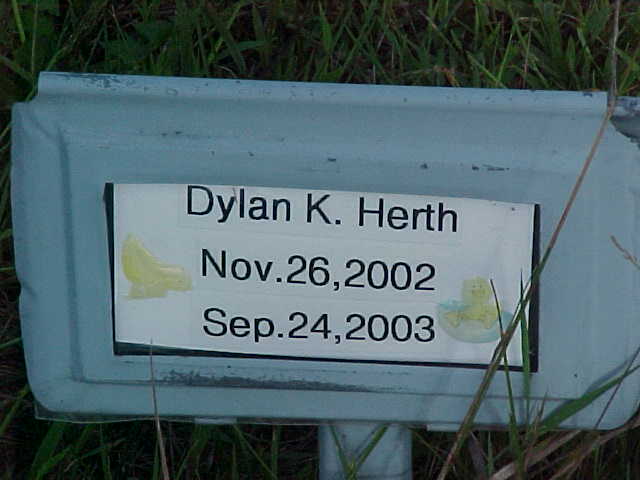 Dylan K. Herth
Nov.26,2002
Sep.24,2003